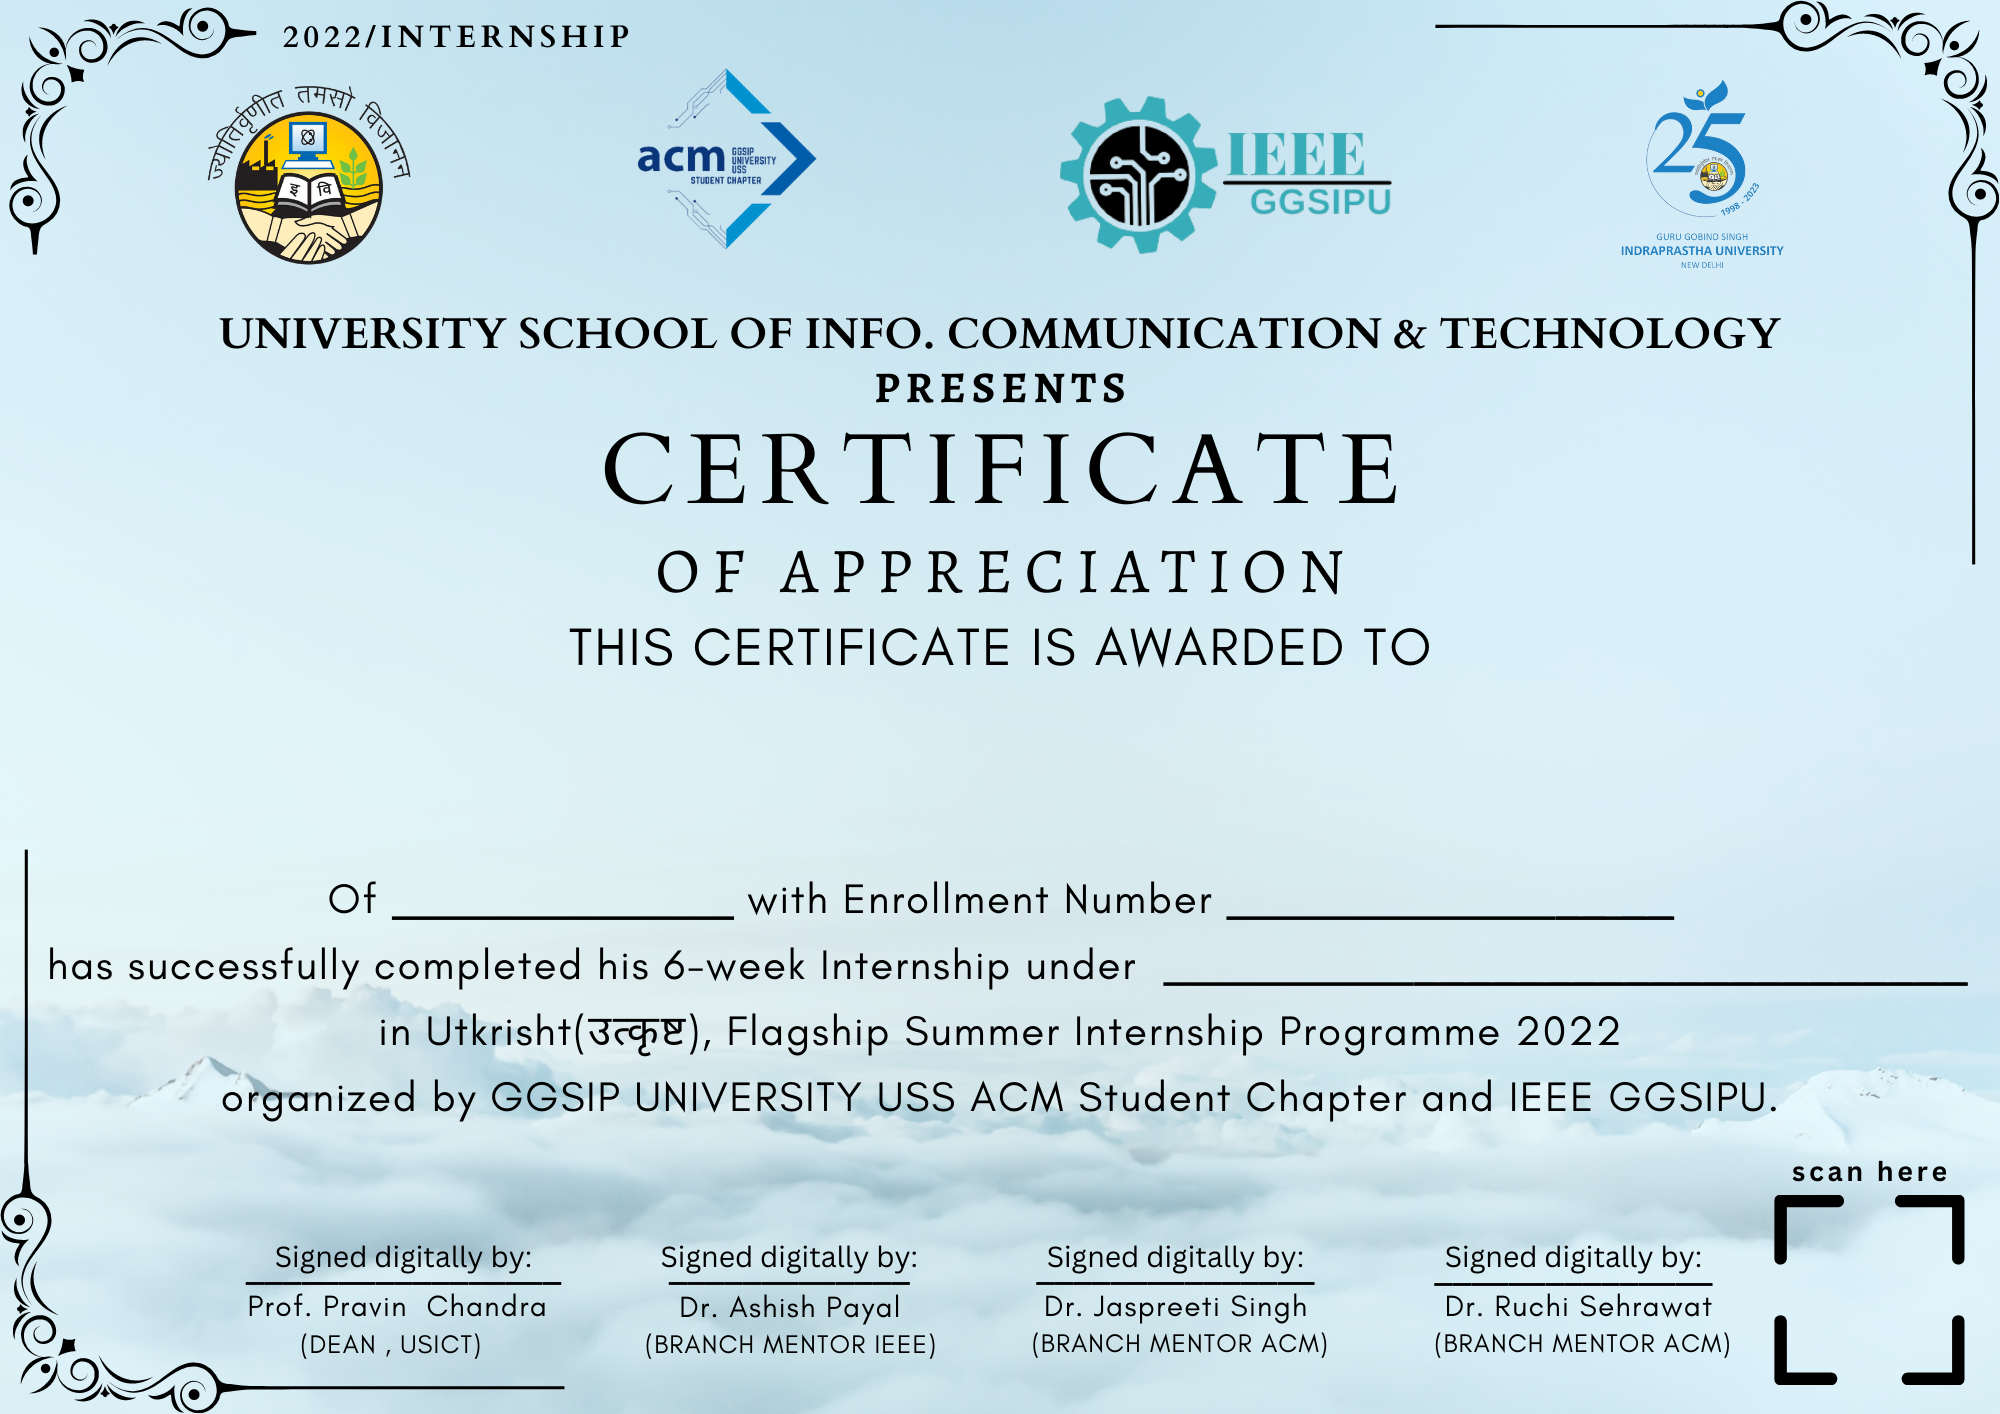 2022/INTERNSHIP
ज्योतिर्वृणीत तमसो विजानन
इ वि
acm GGSIP UNIVERSITY USS STUDENT CHAPTER
IEEE
GGSIPU
25
1998 - 2023
GURU GOBIND SINGH
INDRAPRASTHA UNIVERSITY
NEW DELHI
UNIVERSITY SCHOOL OF INFO. COMMUNICATION & TECHNOLOGY
PRESENTS
CERTIFICATE
OF APPRECIATION
THIS CERTIFICATE IS AWARDED TO
Of ______________ with Enrollment Number __________________
has successfully completed his 6-week Internship under ______________________________
in Utkrisht(उत्कृष्ट), Flagship Summer Internship Programme 2022
organized by GGSIP UNIVERSITY USS ACM Student Chapter and IEEE GGSIPU.
scan here
Signed digitally by: Signed digitally by: Signed digitally by: Signed digitally by:
Prof. Pravin Chandra Dr. Ashish Payal Dr. Jaspreeti Singh Dr. Ruchi Sehrawat
(DEAN , USICT) (BRANCH MENTOR IEEE) (BRANCH MENTOR ACM) (BRANCH MENTOR ACM)